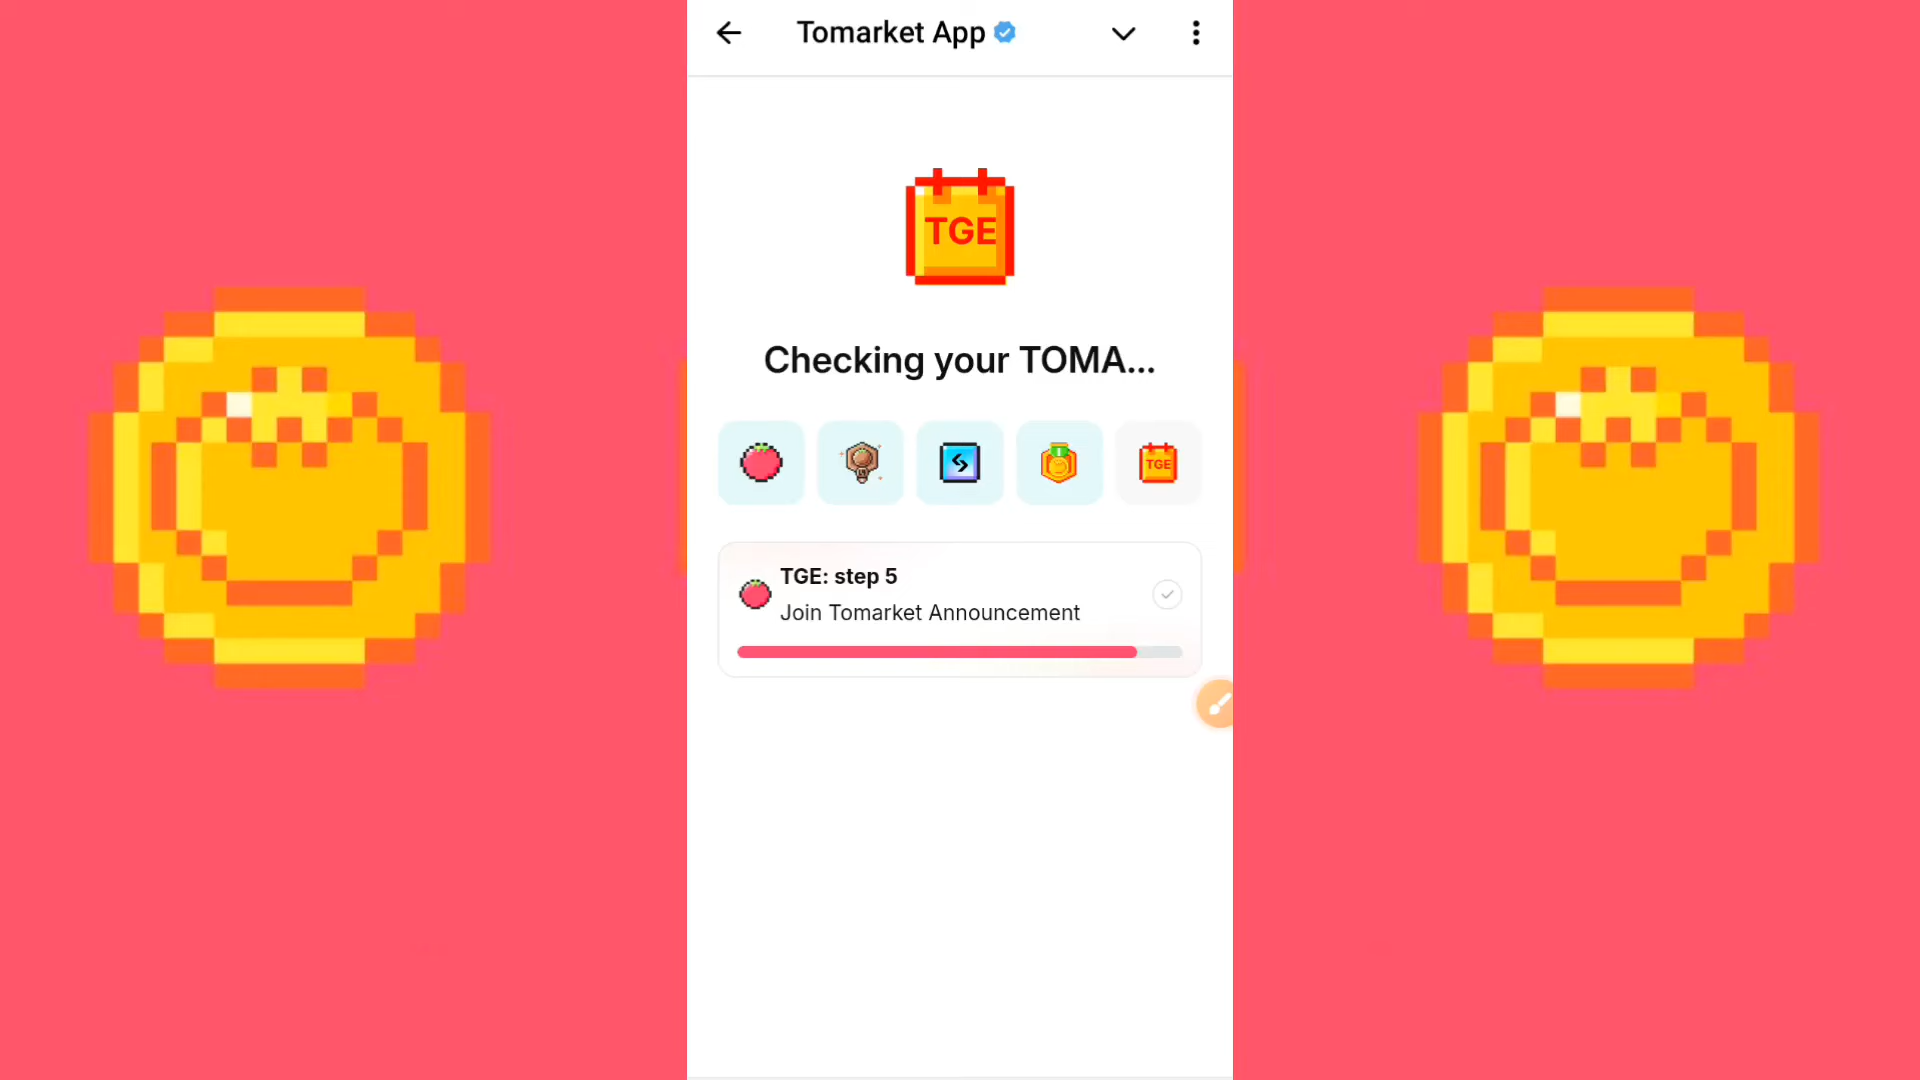 Tomarket App
TGE
Checking your TOMA...
TGE
TGE: step 5
Join Tomarket Announcement